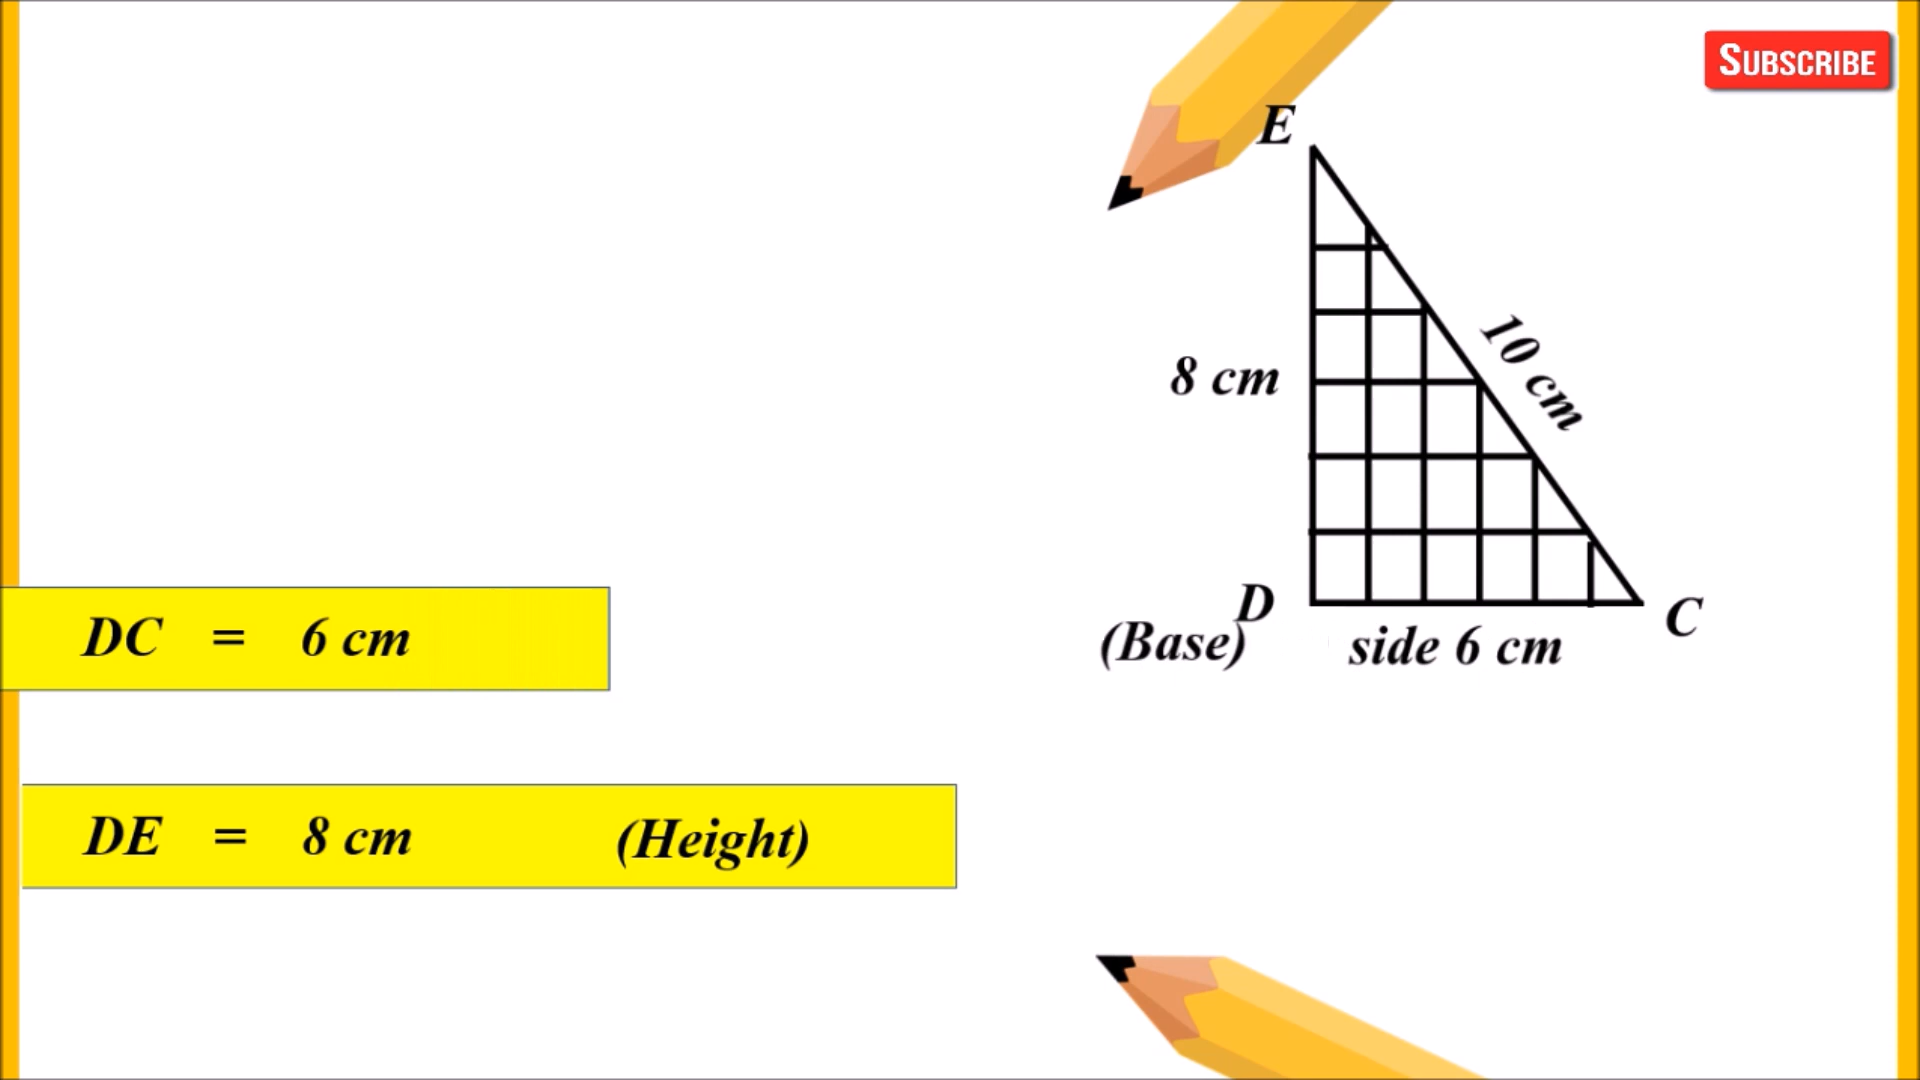 SUBSCRIBE
E
8 cm
10 cm
D
C
(Base) side 6 cm
DC = 6 cm
DE = 8 cm (Height)